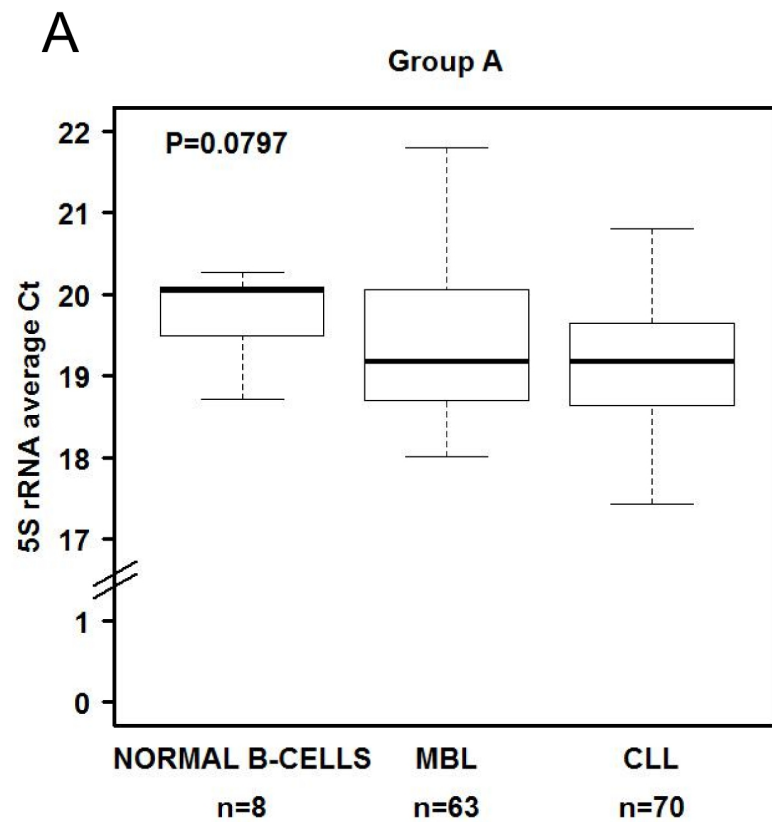 A
Group A
P=0.0797
5S rRNA average Ct
22
21
20
19
18
17
1
0
NORMAL B-CELLS MBL CLL
n=8 n=63 n=70